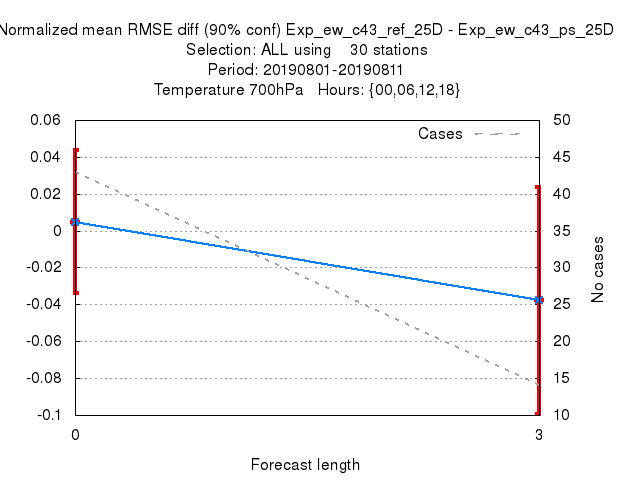 Normalized mean RMSE diff (90% conf) Exp_ew_c43_ref_25D - Exp_ew_c43_ps_25D
Selection: ALL using 30 stations
Period: 20190801-20190811
Temperature 700hPa Hours: {00,06,12,18}
Cases
0.06
0.04
0.02
0
-0.02
-0.04
-0.06
-0.08
-0.1
50
45
40
35
30
25
20
15
10
No cases
0
3
Forecast length